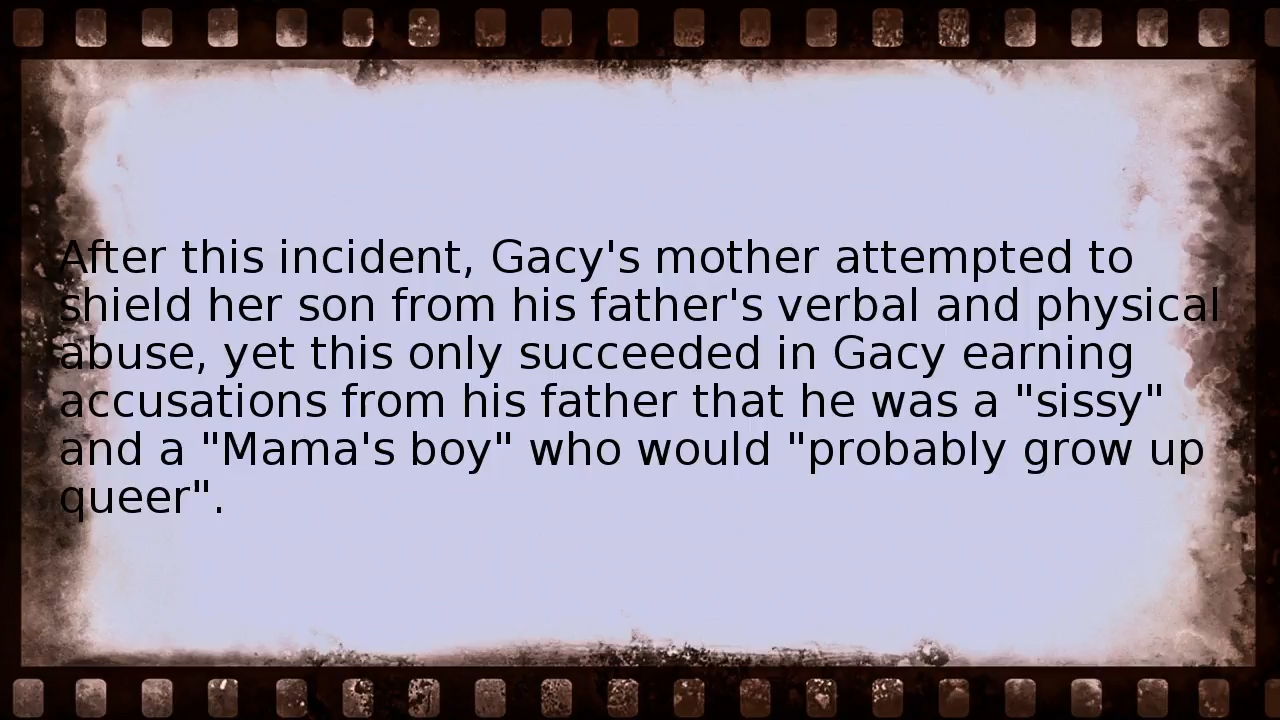 After this incident, Gacy's mother attempted to
shield her son from his father's verbal and physical
abuse, yet this only succeeded in Gacy earning
accusations from his father that he was a "sissy"
and a "Mama's boy" who would "probably grow up
queer".